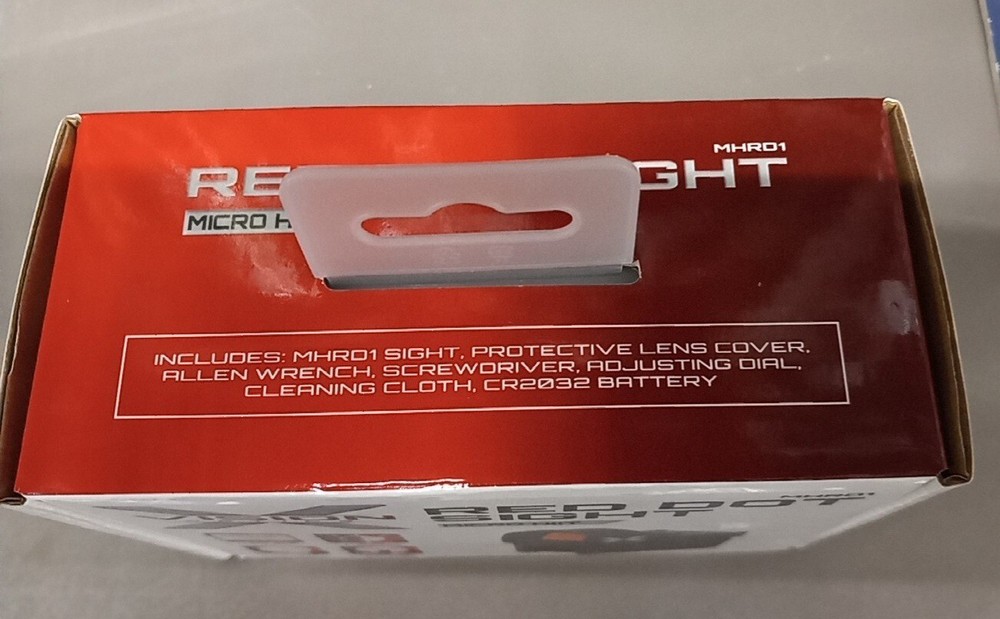 MHRD1
RE GHT
MICRO H
INCLUDES: MHRD1 SIGHT, PROTECTIVE LENS COVER,
ALLEN WRENCH, SCREWDRIVER, ADJUSTING DIAL,
CLEANING CLOTH, CR2032 BATTERY
MHRD1
RED DOT
SIGHT